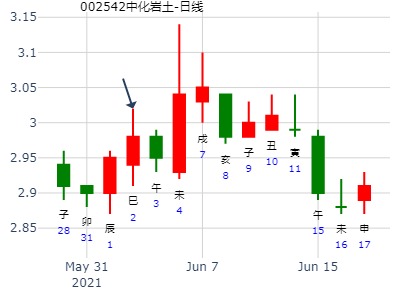 002542中化岩土-日线
3.15
3.1
3.05
3
2.95
2.9
2.85
子
28
卯
31
辰
1
巳
2
午
3
未
4
戌
7
亥
8
子
9
丑
10
寅
11
午
15
未
16
申
17
May 31
2021
Jun 7
Jun 15